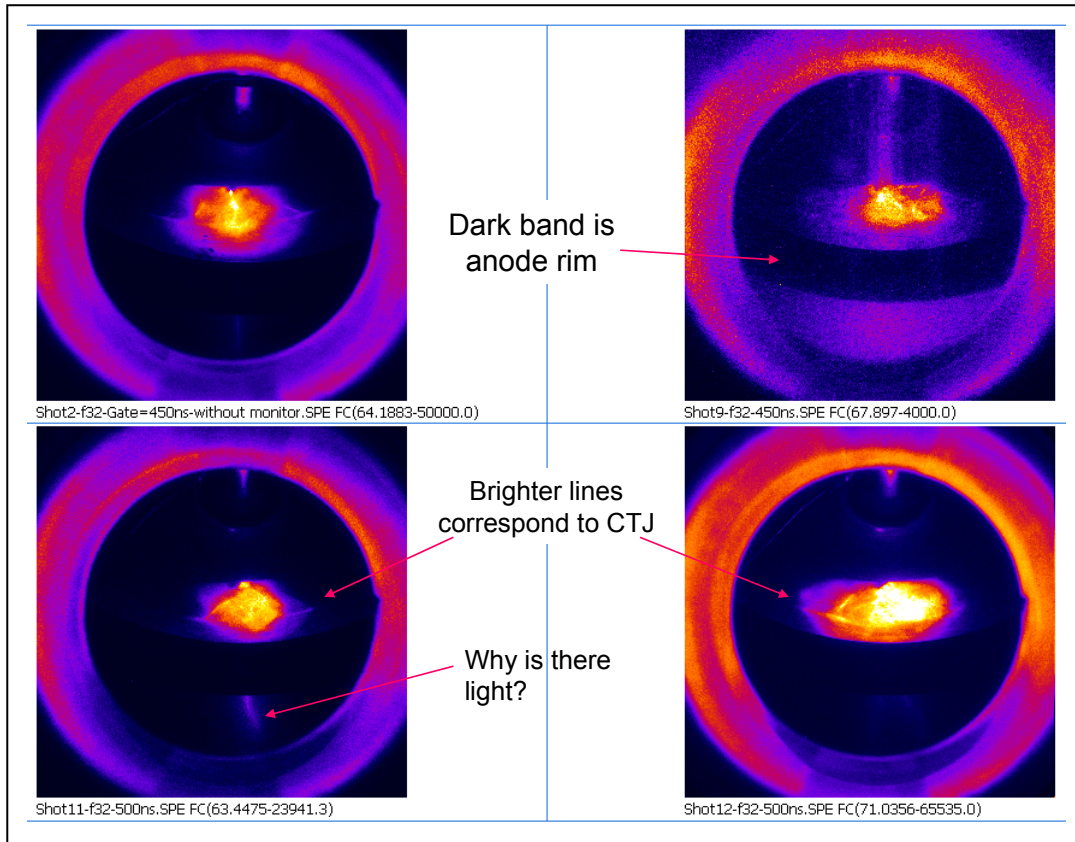 Dark band is
anode rim
Shot2-f32-Gate=450ns-without monitor.SPE FC(64.1883-50000.0)
Shot9-f32-450ns.SPE FC(67.897-4000.0)
Brighter lines
correspond to CTJ
Why is there
light?
Shot11-f32-500ns.SPE FC(63.4475-23941.3)
Shot12-f32-500ns.SPE FC(71.0356-65535.0)